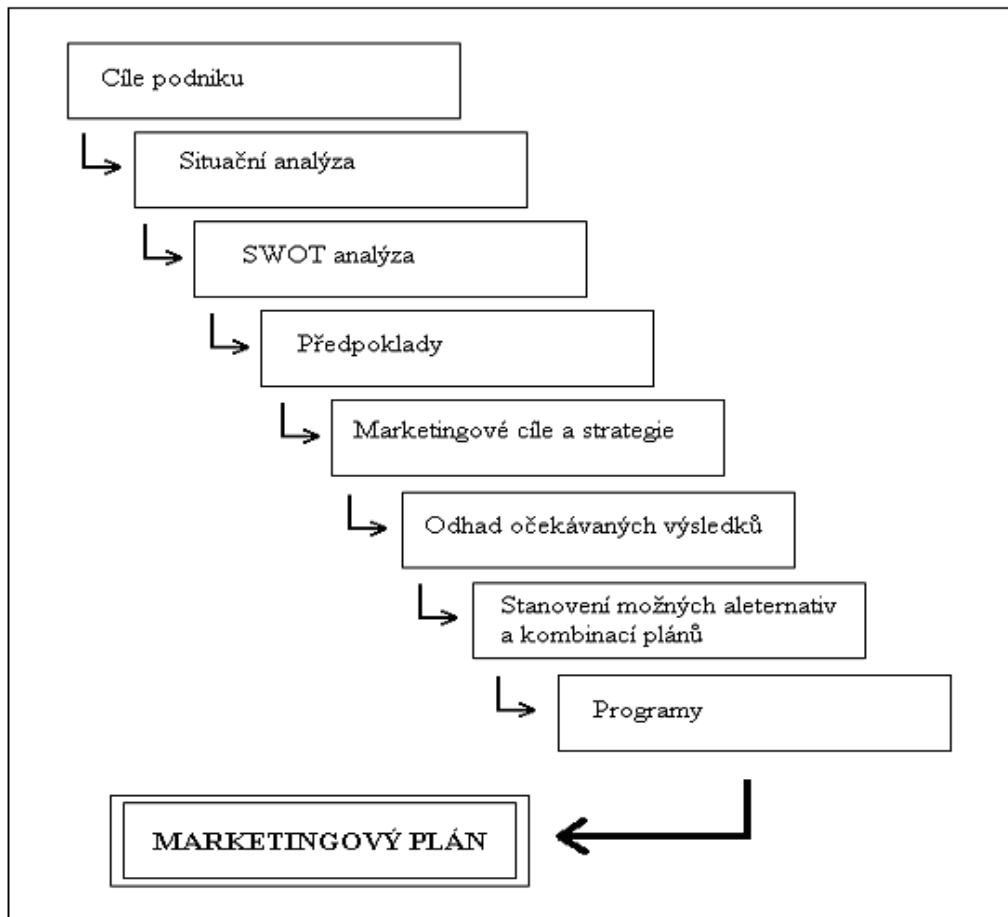 Cíle podniku
Situační analýza
SWOT analýza
Předpoklady
Marketingové cíle a strategie
Odhad očekávaných výsledků
Stanovení možných aleternativ
a kombinací plánů
Programy
MARKETINGOVÝ PLÁN